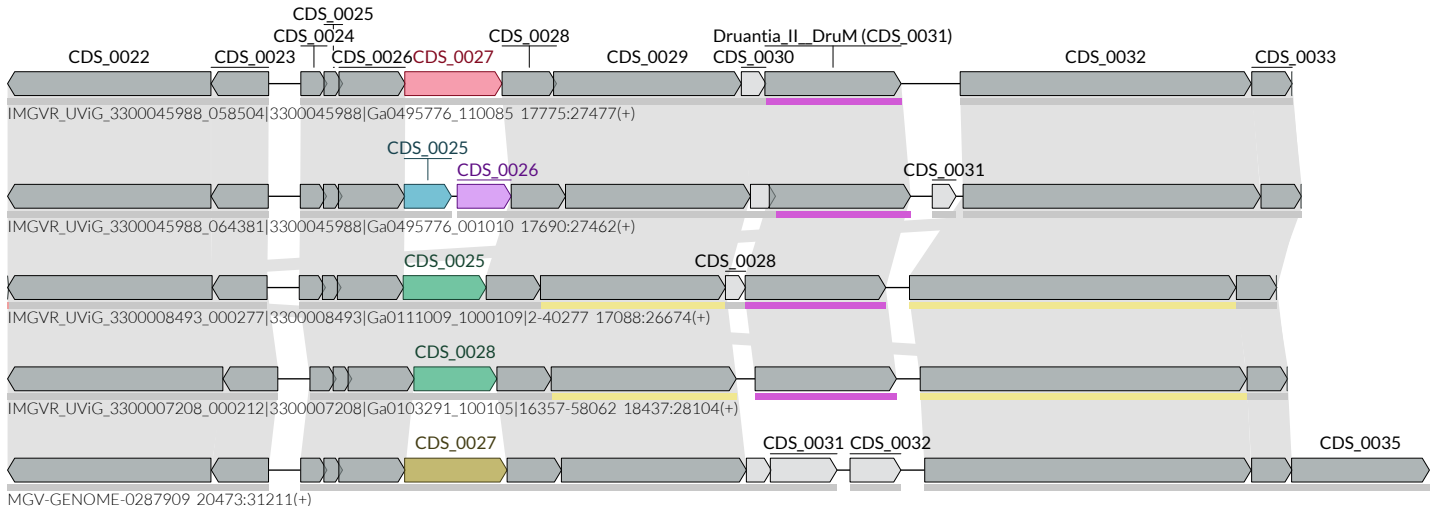 CDS_0025
CDS_0024 CDS_0028 Druantia_II__DruM (CDS_0031)
CDS_0022 CDS_0023 CDS_0026 CDS_0027 CDS_0029 CDS_0030 CDS_0032 CDS_0033
IMGVR_UViG_3300045988_058504|3300045988|Ga0495776_110085 17775:27477(+)
CDS_0025
CDS_0026 CDS_0031
IMGVR_UViG_3300045988_064381|3300045988|Ga0495776_001010 17690:27462(+)
CDS_0025 CDS_0028
IMGVR_UViG_3300008493_000277|3300008493|Ga0111009_1000109|2-40277 17088:26674(+)
CDS_0028
IMGVR_UViG_3300007208_000212|3300007208|Ga0103291_100105|16357-58062 18437:28104(+)
CDS_0027 CDS_0031 CDS_0032 CDS_0035
MGV-GENOME-0287909 20473:31211(+)